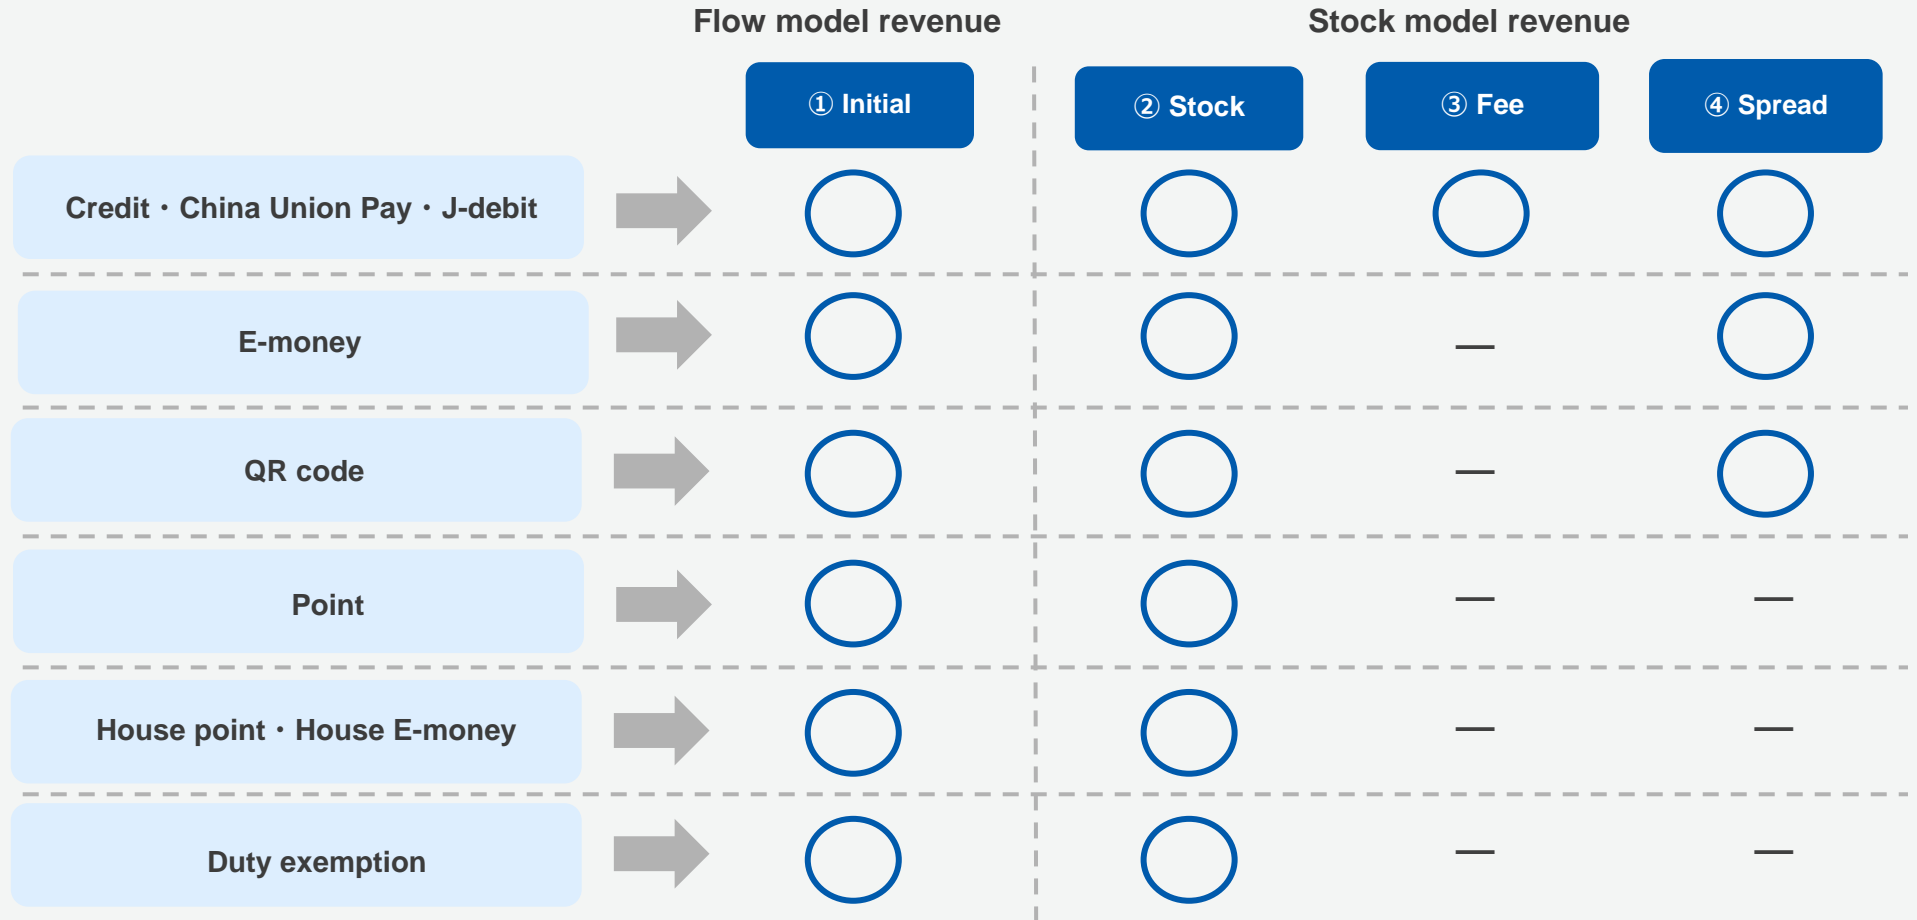 Flow model revenue
Stock model revenue
① Initial
② Stock
③ Fee
④ Spread
Credit・China Union Pay・J-debit
E-money
—
QR code
—
Point
— —
House point・House E-money
— —
Duty exemption
— —